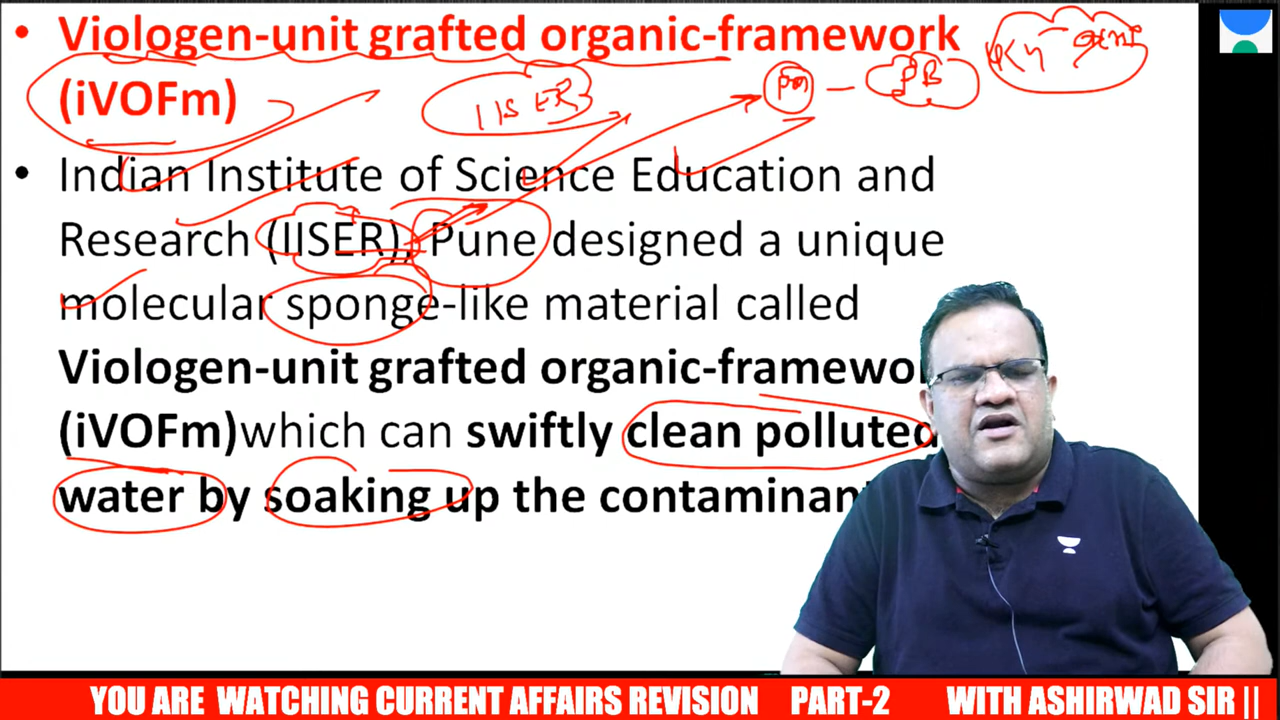 • Viologen-unit grafted organic-framework
(iVOFm)
IISER
Pm - PB
• Indian Institute of Science Education and
Research (IISER), Pune designed a unique
molecular sponge-like material called
Viologen-unit grafted organic-framewo
(iVOFm)which can swiftly clean polluted
water by soaking up the contaminan
YOU ARE WATCHING CURRENT AFFAIRS REVISION PART-2 WITH ASHIRWAD SIR ||